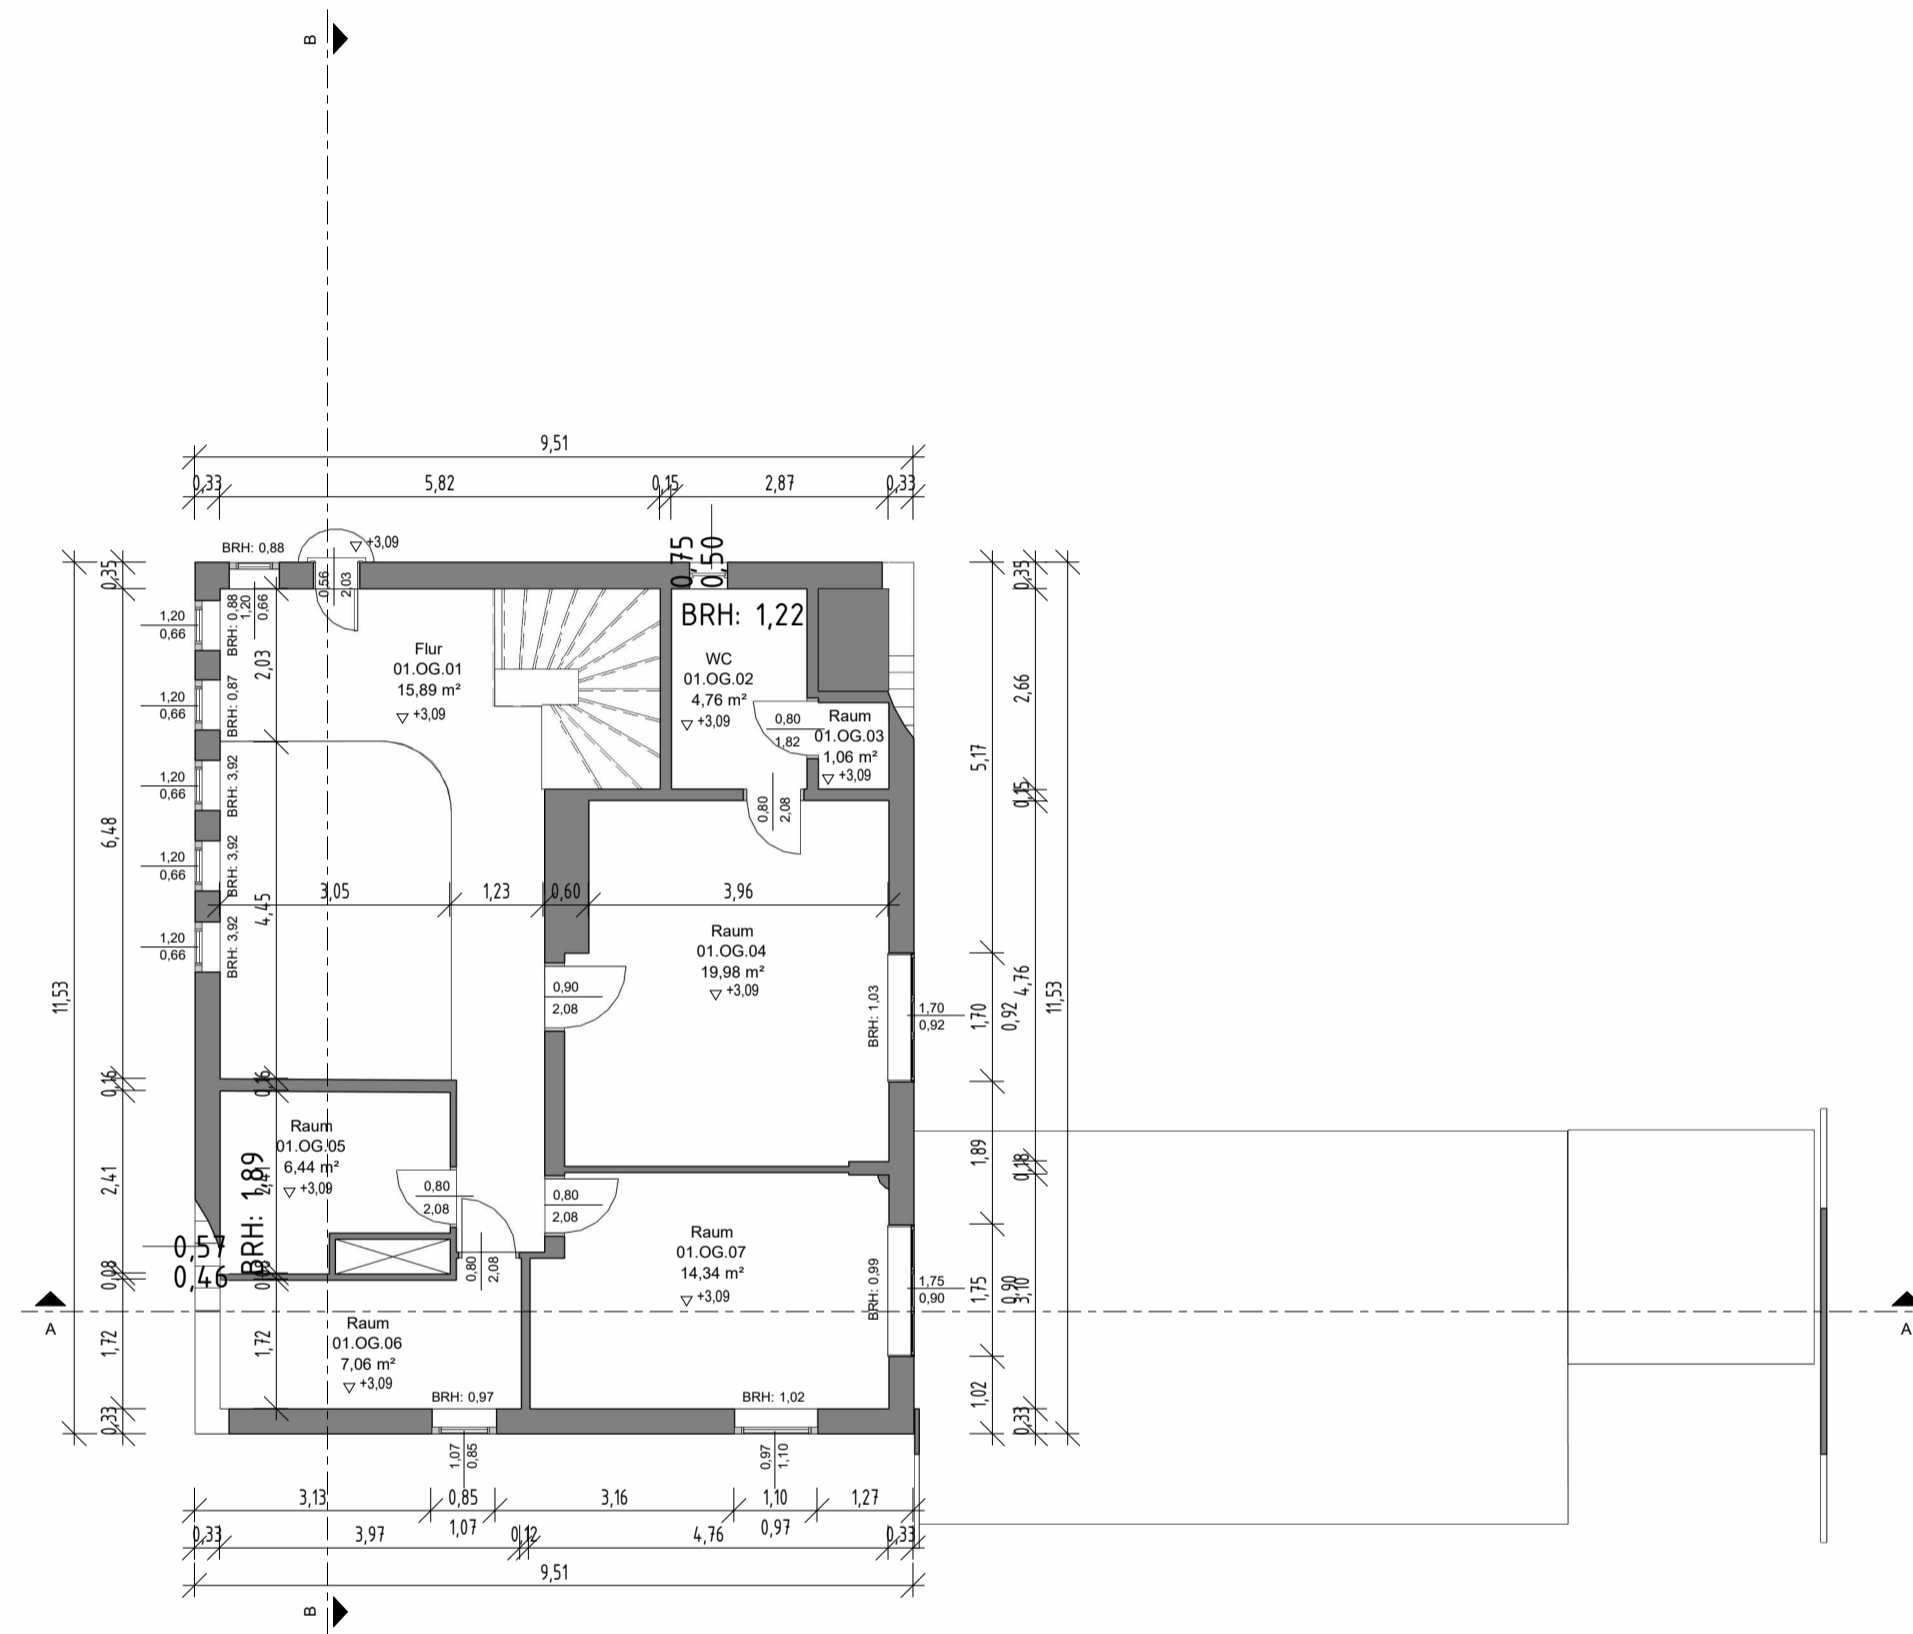 B
9,51
0,33
5,82
0,15
2,87
0,33
BRH: 0,88
+3,09
0,56
2,03
0,75
0,50
0,35
0,35
1,20
0,66
BRH: 0,88
1,20
0,66
BRH: 1,22
2,03
Flur
01.OG.01
15,89 m²
+3,09
WC
01.OG.02
4,76 m²
+3,09
1,20
0,66
BRH: 0,87
0,80
1,82
Raum
01.OG.03
1,06 m²
+3,09
2,66
5,17
1,20
0,66
BRH: 3,92
0,80
2,08
0,15
6,48
1,20
0,66
BRH: 3,92
4,45
3,05
1,23
0,60
3,96
1,20
0,66
BRH: 3,92
Raum
01.OG.04
19,98 m²
+3,09
11,53
0,90
2,08
BRH: 1,03
1,70
0,92
1,70
0,92
4,76
11,53
0,16
0,16
Raum
01.OG.05
6,44 m²
+3,09
2,41
2,41
BRH: 1,89
0,80
2,08
0,80
2,08
1,89
0,18
0,57
0,46
0,08
0,08
0,80
2,08
Raum
01.OG.07
14,34 m²
+3,09
BRH: 0,99
1,75
0,90
1,75
0,90
3,10
A
A
1,72
1,72
Raum
01.OG.06
7,06 m²
+3,09
BRH: 0,97
BRH: 1,02
1,02
0,33
0,33
1,07
0,85
0,97
1,10
3,13
0,85
3,16
1,10
1,27
1,07
0,97
0,33
3,97
0,12
4,76
0,33
9,51
B